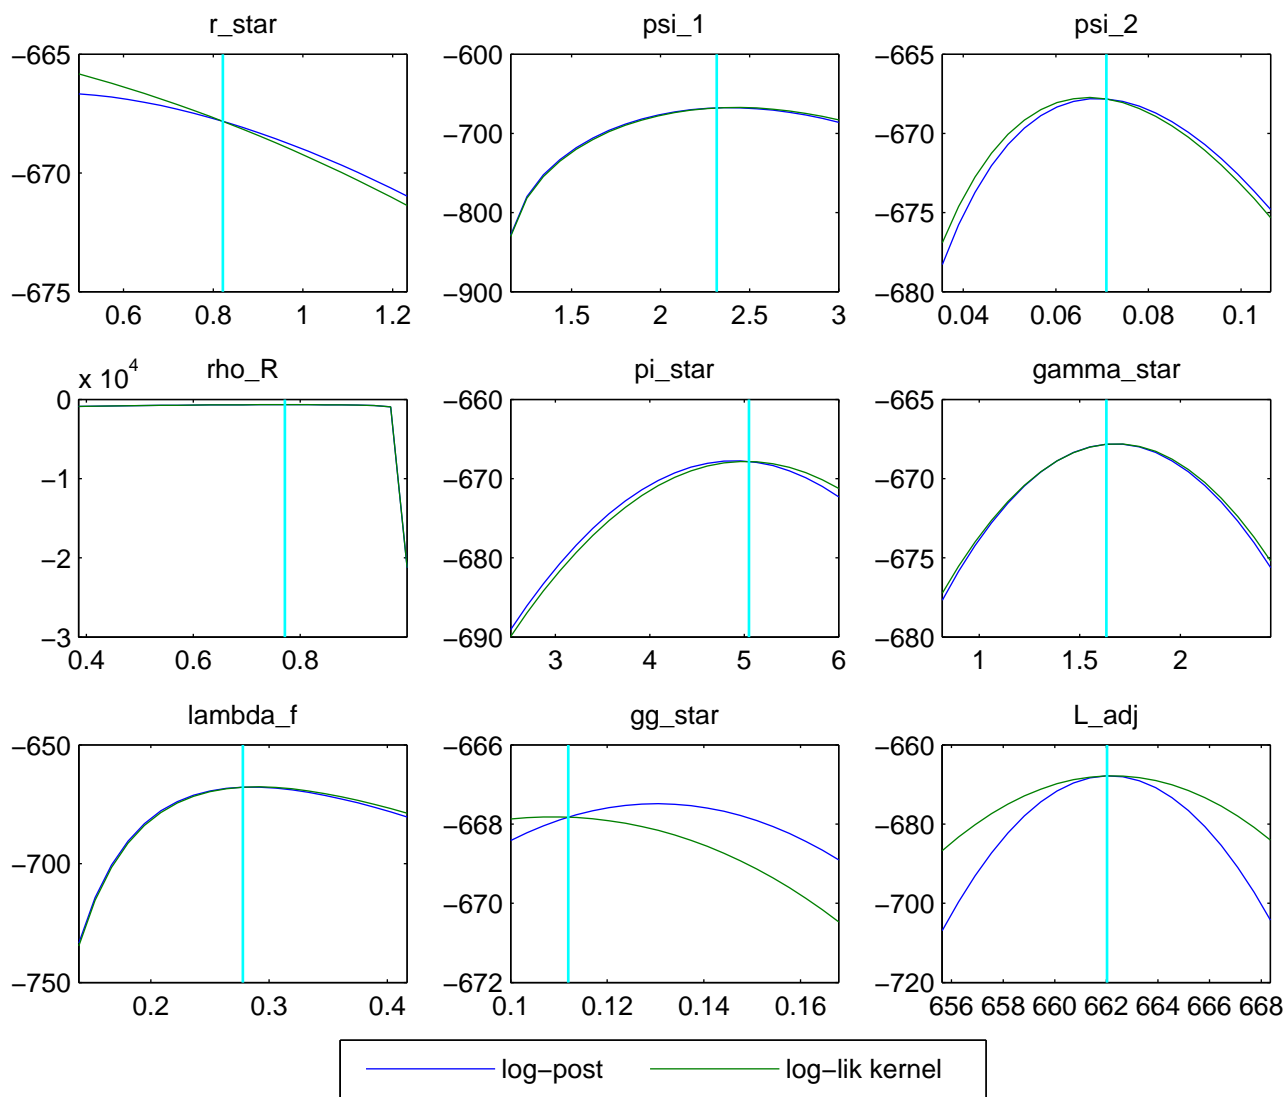 r_star
−665
−670
−675
0.6 0.8 1 1.2
psi_1
−600
−700
−800
−900
1.5 2 2.5 3
psi_2
−665
−670
−675
−680
0.04 0.06 0.08 0.1
x 10^4
rho_R
0
−1
−2
−3
0.4 0.6 0.8
pi_star
−660
−670
−680
−690
3 4 5 6
gamma_star
−665
−670
−675
−680
1 1.5 2
lambda_f
−650
−700
−750
0.2 0.3 0.4
gg_star
−666
−668
−670
−672
0.1 0.12 0.14 0.16
L_adj
−660
−680
−700
−720
656 658 660 662 664 666 668
log−post log−lik kernel